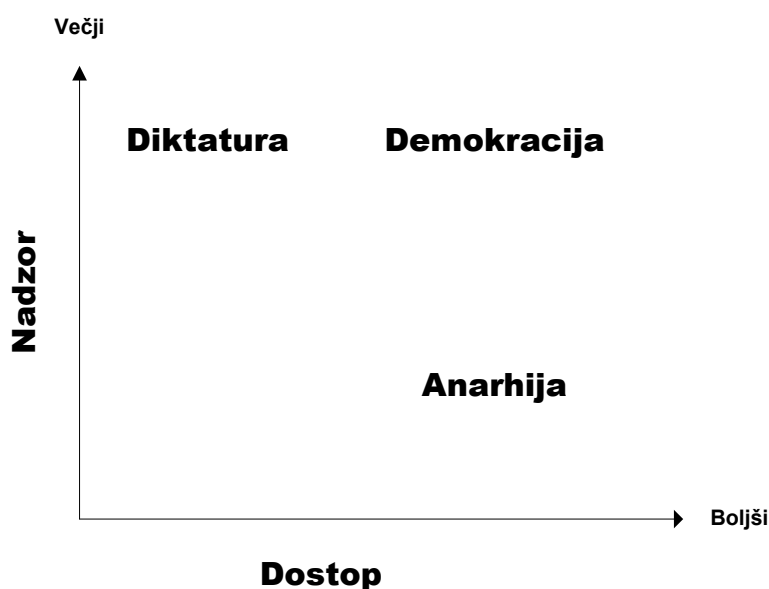 Večji
Diktatura
Demokracija
Nadzor
Anarhija
Boljši
Dostop